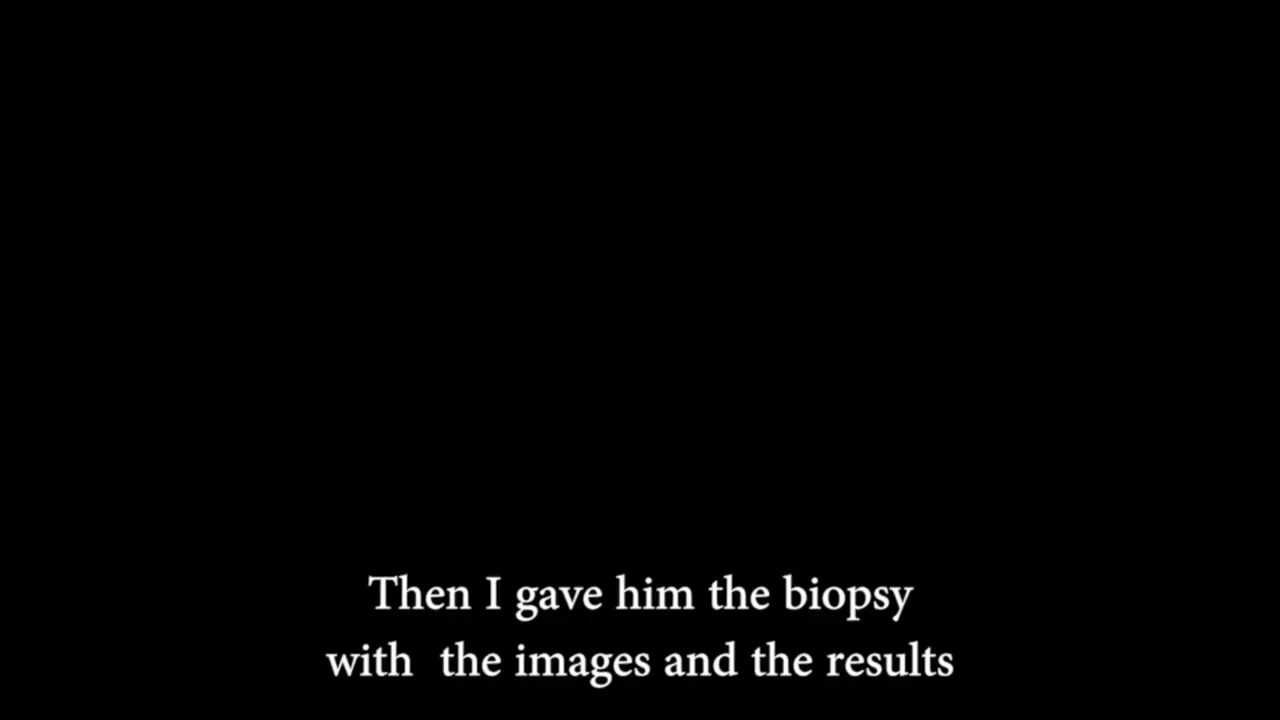 Then I gave him the biopsy
with  the images and the results